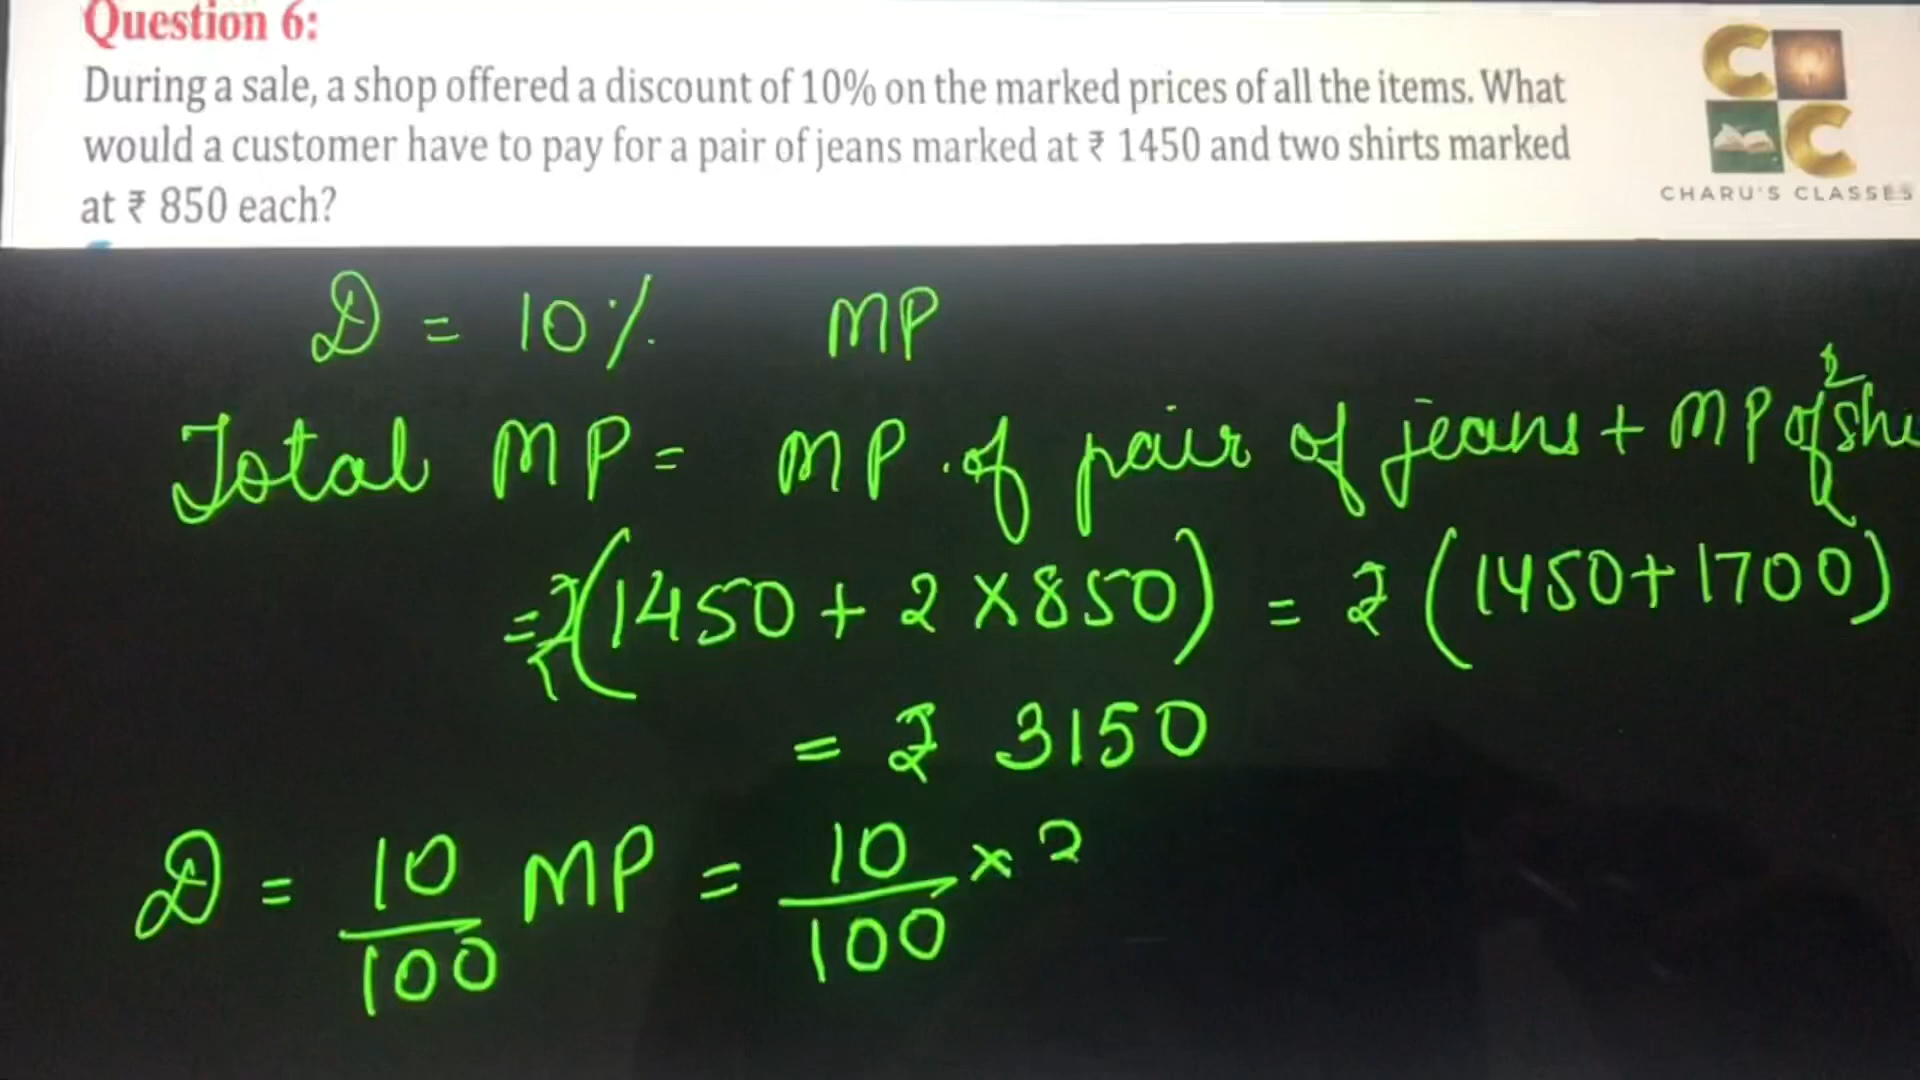 Question 6:
During a sale, a shop offered a discount of 10% on the marked prices of all the items. What
would a customer have to pay for a pair of jeans marked at ₹ 1450 and two shirts marked
at ₹ 850 each?
C
C
CHARU'S CLASSES
D = 10% MP
Total MP = MP of pair of jeans + MP of 2 shi
= ₹(1450 + 2 × 850) = ₹ (1450 + 1700)
= ₹ 3150
D = 10/100 MP = 10/100 ×